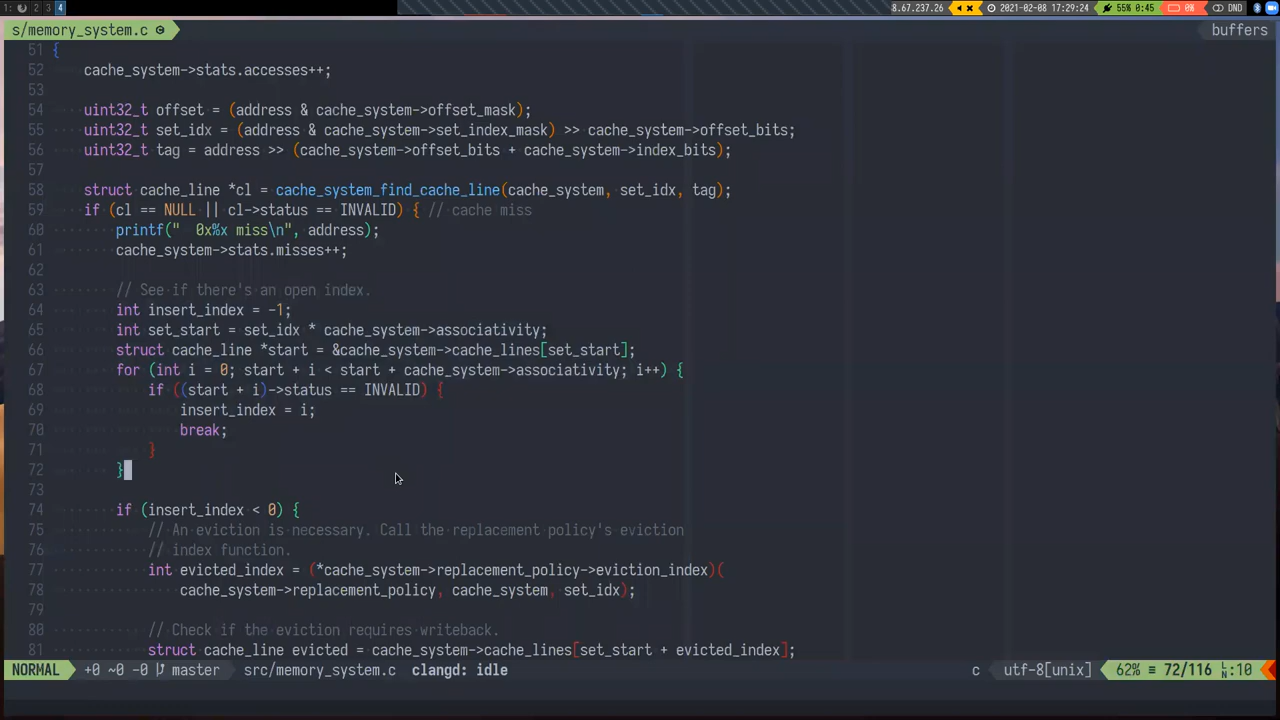 1: 2 3 4 8.67.237.26 2021-02-08 17:29:24 55% 0:45 0% DND
s/memory_system.c buffers
51 {
52 cache_system->stats.accesses++;
53
54 uint32_t offset = (address & cache_system->offset_mask);
55 uint32_t set_idx = (address & cache_system->set_index_mask) >> cache_system->offset_bits;
56 uint32_t tag = address >> (cache_system->offset_bits + cache_system->index_bits);
57
58 struct cache_line *cl = cache_system_find_cache_line(cache_system, set_idx, tag);
59 if (cl == NULL || cl->status == INVALID) { // cache miss
60 printf("  0x%x miss\n", address);
61 cache_system->stats.misses++;
62
63 // See if there's an open index.
64 int insert_index = -1;
65 int set_start = set_idx * cache_system->associativity;
66 struct cache_line *start = &cache_system->cache_lines[set_start];
67 for (int i = 0; start + i < start + cache_system->associativity; i++) {
68 if ((start + i)->status == INVALID) {
69 insert_index = i;
70 break;
71 }
72 }
73
74 if (insert_index < 0) {
75 // An eviction is necessary. Call the replacement policy's eviction
76 // index function.
77 int evicted_index = (*cache_system->replacement_policy->eviction_index)(
78 cache_system->replacement_policy, cache_system, set_idx);
79
80 // Check if the eviction requires writeback.
81 struct cache_line evicted = cache_system->cache_lines[set_start + evicted_index];
NORMAL +0 ~0 -0 master src/memory_system.c clangd: idle c utf-8[unix] 62% ≡ 72/116 LN:10